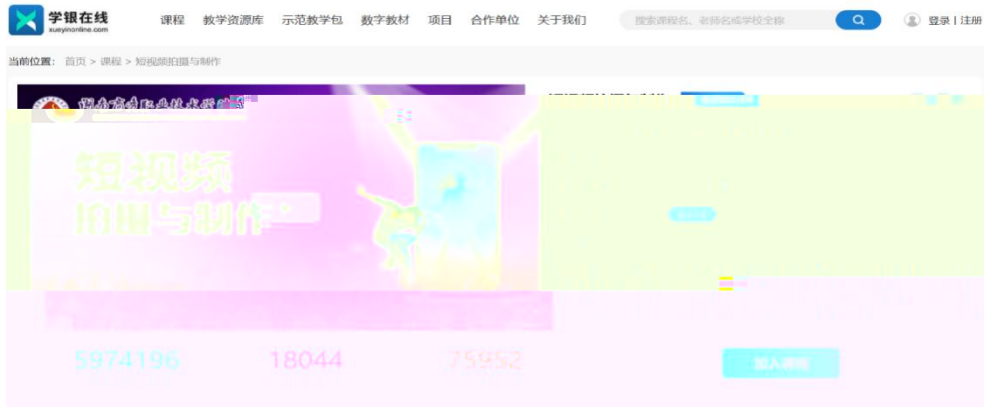 学银在线
xueyinonline.com
课程 教学资源库 示范教学包 数字教材 项目 合作单位 关于我们
搜索课程名、老师名或学校全称
登录 | 注册
当前位置： 首页 > 课程 > 短视频拍摄与制作
短视频
拍摄与制作
5974196 18044 75952
加入课程